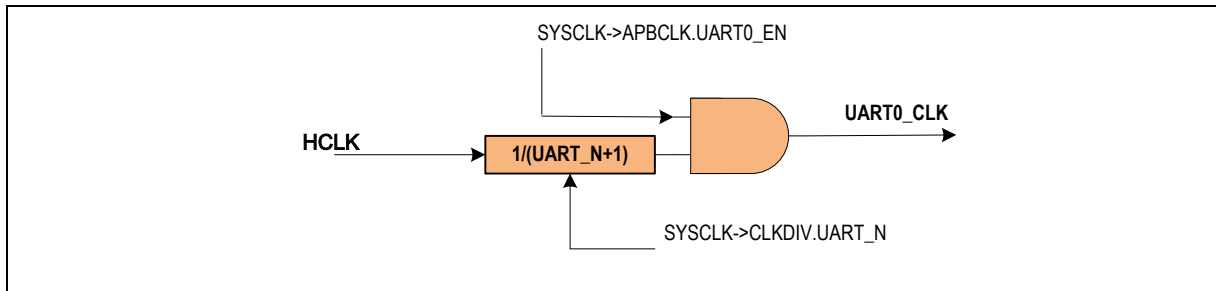 SYSCLK->APBCLK.UART0_EN
UART0_CLK
HCLK
1/(UART_N+1)
SYSCLK->CLKDIV.UART_N